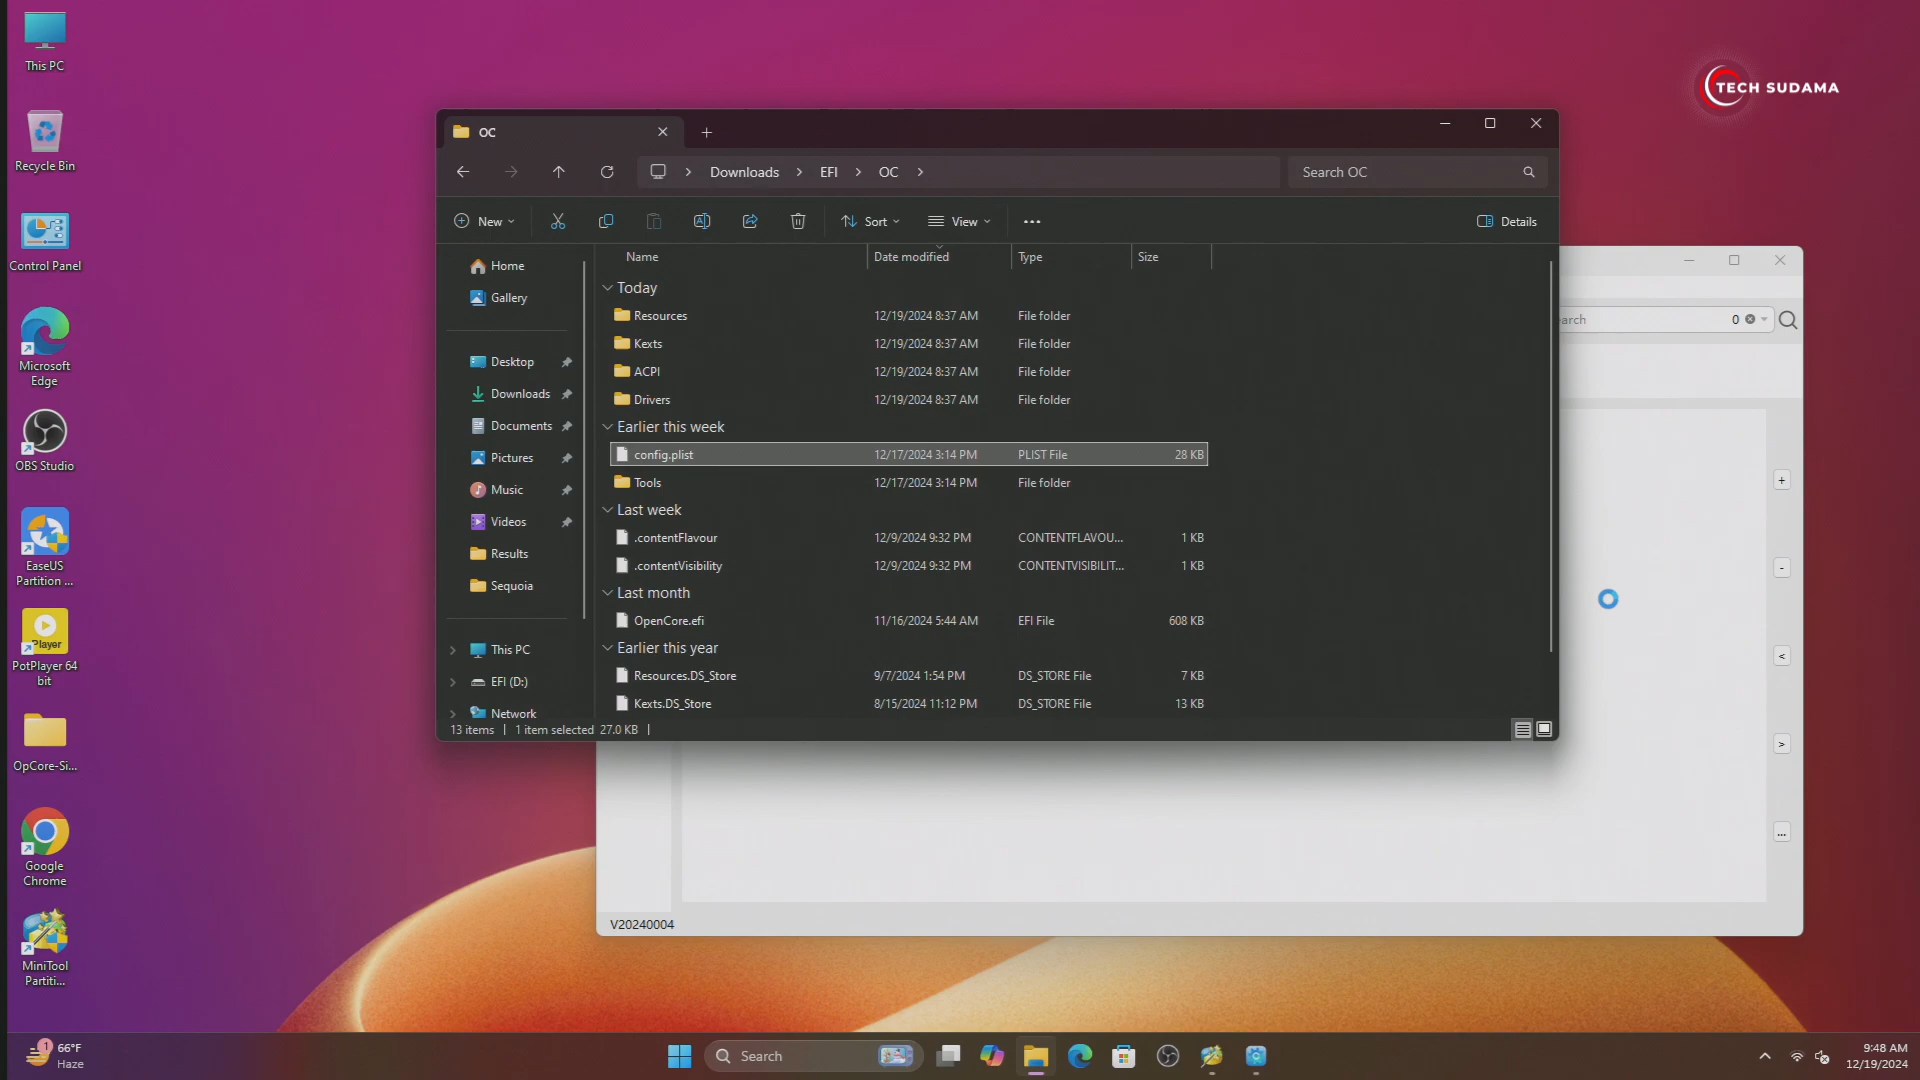 This PC
Recycle Bin
Control Panel
Microsoft
Edge
OBS Studio
EaseUS
Partition ...
Player
PotPlayer 64
bit
OpCore-Si...
Google
Chrome
MiniTool
Partiti...
TECH SUDAMA
OC
Downloads
EFI
OC
Search OC
New
Sort
View
Details
Home
Gallery
Desktop
Downloads
Documents
Pictures
Music
Videos
Results
Sequoia
This PC
EFI (D:)
Network
Name Date modified Type Size
Today
Resources 12/19/2024 8:37 AM File folder
Kexts 12/19/2024 8:37 AM File folder
ACPI 12/19/2024 8:37 AM File folder
Drivers 12/19/2024 8:37 AM File folder
Earlier this week
config.plist 12/17/2024 3:14 PM PLIST File 28 KB
Tools 12/17/2024 3:14 PM File folder
Last week
.contentFlavour 12/9/2024 9:32 PM CONTENTFLAVOU... 1 KB
.contentVisibility 12/9/2024 9:32 PM CONTENTVISIBILIT... 1 KB
Last month
OpenCore.efi 11/16/2024 5:44 AM EFI File 608 KB
Earlier this year
Resources.DS_Store 9/7/2024 1:54 PM DS_STORE File 7 KB
Kexts.DS_Store 8/15/2024 11:12 PM DS_STORE File 13 KB
13 items 1 item selected 27.0 KB
earch 0
+
-
<
>
...
V20240004
1
66°F
Haze
Search
9:48 AM
12/19/2024